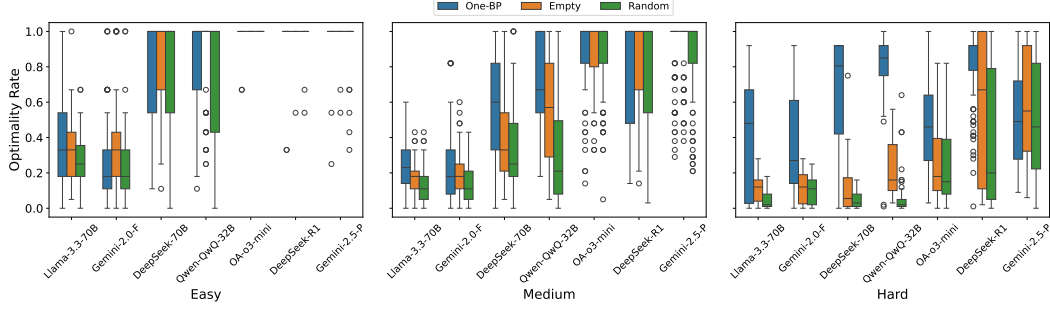 One-BP Empty Random
Optimality Rate
1.0
0.8
0.6
0.4
0.2
0.0
Llama-3.3-70B
Gemini-2.0-F
DeepSeek-70B
Qwen-QwQ-32B
OA-o3-mini
DeepSeek-R1
Gemini-2.5-P
Easy
Llama-3.3-70B
Gemini-2.0-F
DeepSeek-70B
Qwen-QwQ-32B
OA-o3-mini
DeepSeek-R1
Gemini-2.5-P
Medium
Llama-3.3-70B
Gemini-2.0-F
DeepSeek-70B
Qwen-QwQ-32B
OA-o3-mini
DeepSeek-R1
Gemini-2.5-P
Hard